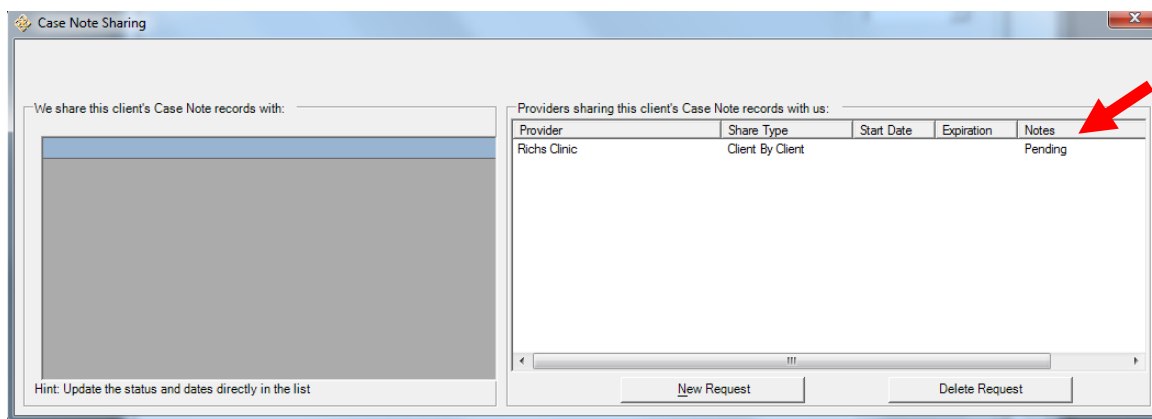 Case Note Sharing
We share this client's Case Note records with:
Hint: Update the status and dates directly in the list
Providers sharing this client's Case Note records with us:
Provider Share Type Start Date Expiration Notes
Richs Clinic Client By Client Pending
New Request Delete Request